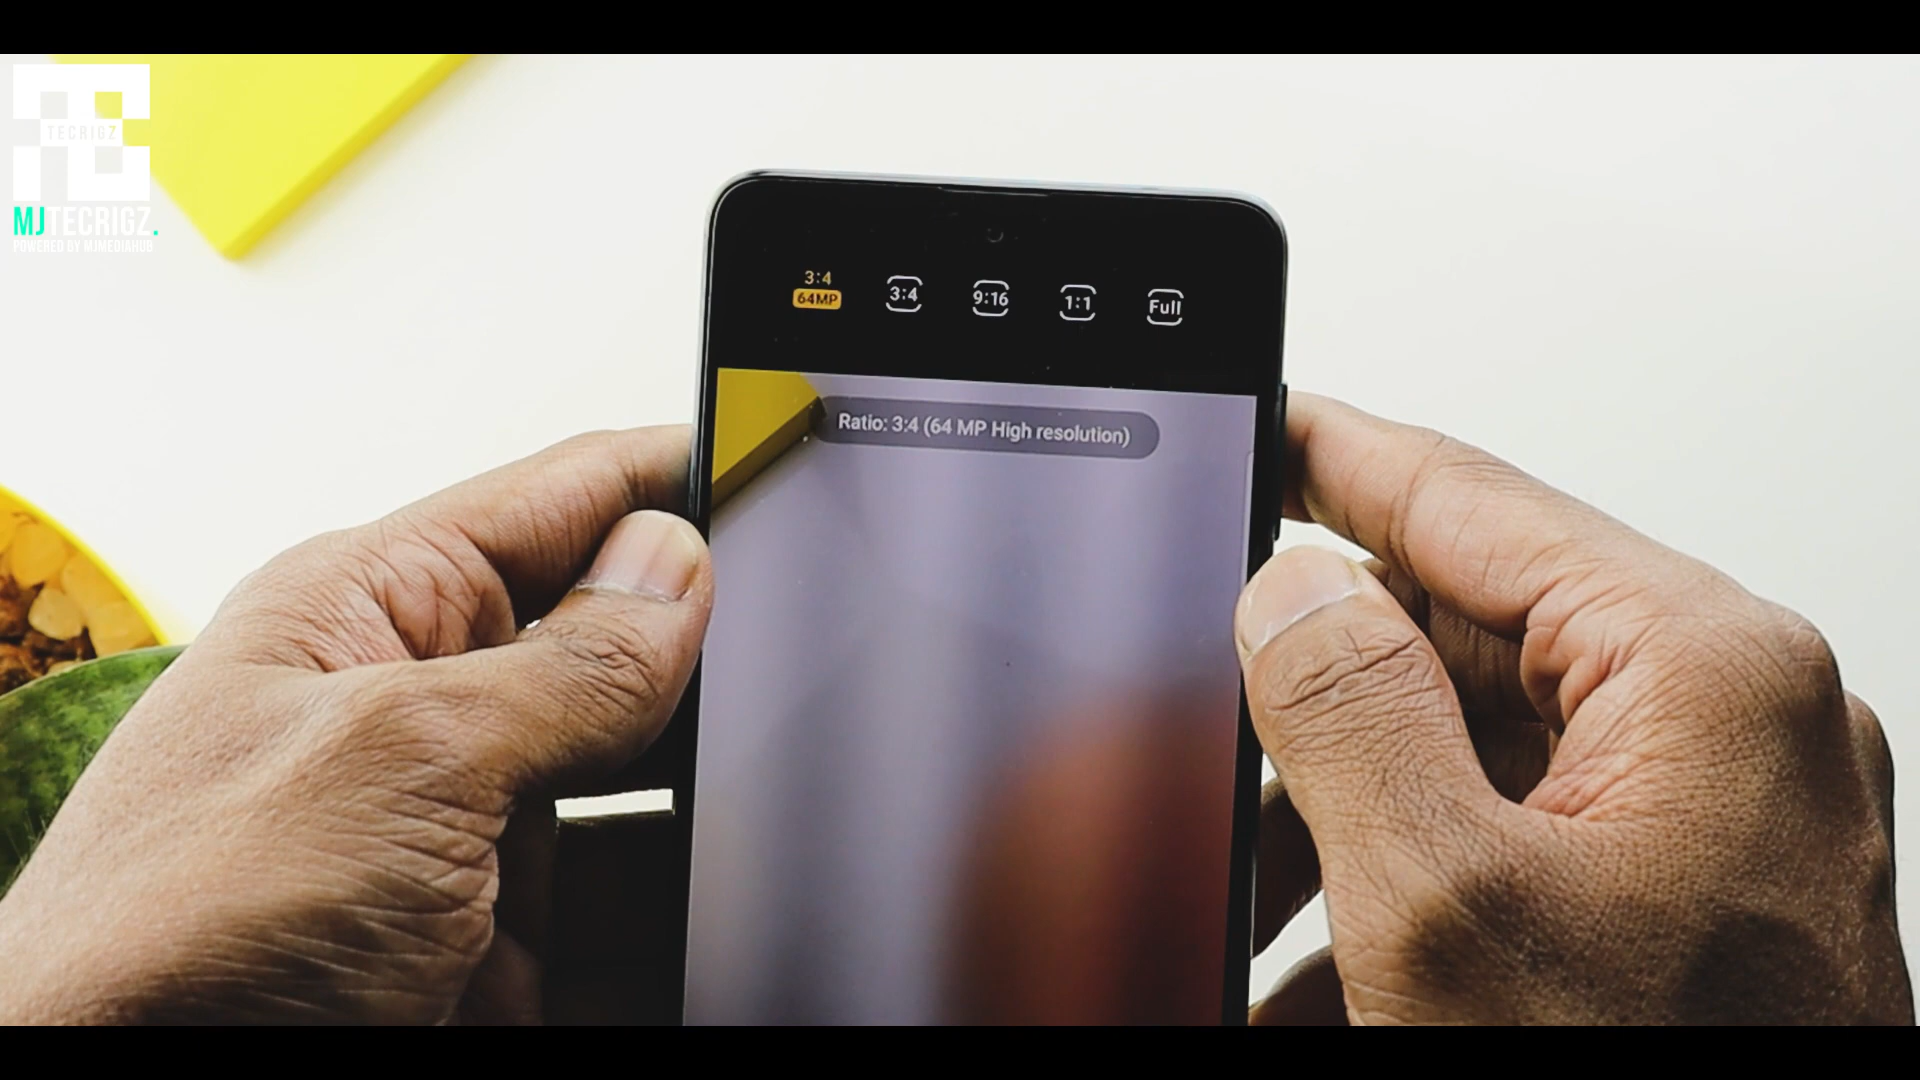 TECRIGZ
MJTECRIGZ.
POWERED BY MJMEDIAHUB
3:4
64MP
3:4
9:16
1:1
Full
Ratio: 3:4 (64 MP High resolution)